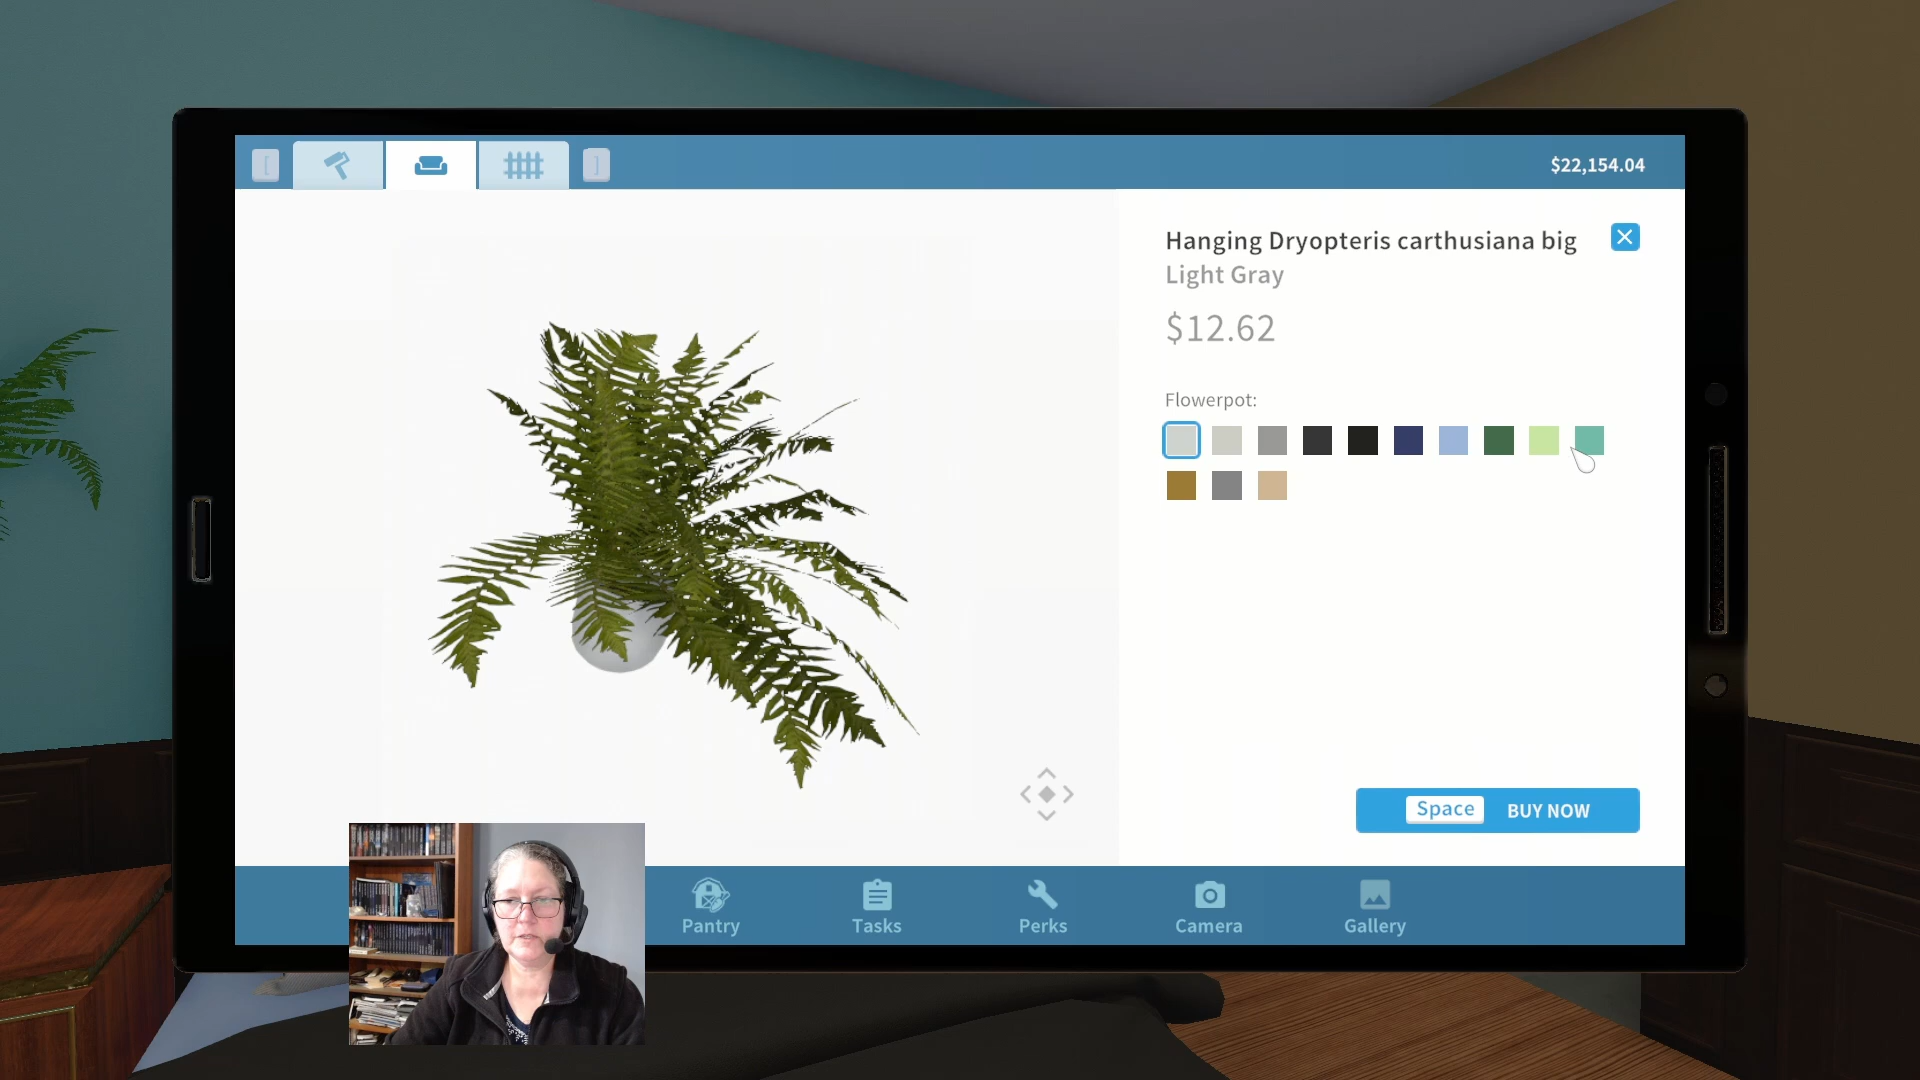 [
]
$22,154.04
Hanging Dryopteris carthusiana big
Light Gray
$12.62
Flowerpot:
Space BUY NOW
Pantry
Tasks
Perks
Camera
Gallery